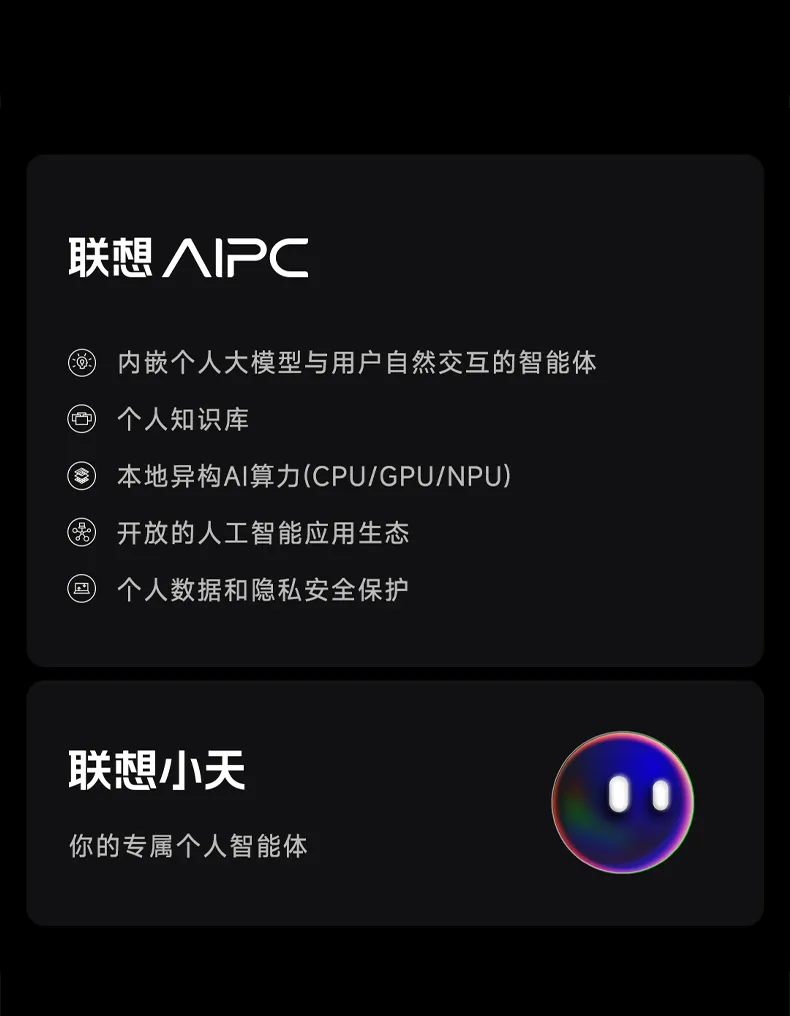 联想 AIPC
内嵌个人大模型与用户自然交互的智能体
个人知识库
本地异构AI算力(CPU/GPU/NPU)
开放的人工智能应用生态
个人数据和隐私安全保护
联想小天
你的专属个人智能体